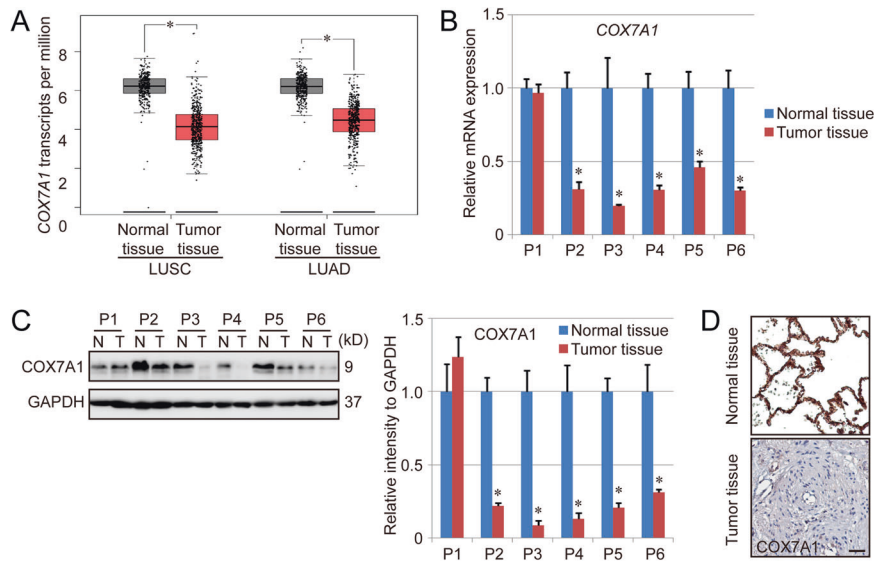 A
COX7A1 transcripts per million
8
6
4
2
0
*
*
Normal tissue
Tumor tissue
Normal tissue
Tumor tissue
LUSC
LUAD
B
COX7A1
Relative mRNA expression
1.5
1.0
0.5
0
*
*
*
*
*
P1 P2 P3 P4 P5 P6
Normal tissue
Tumor tissue
C
P1 P2 P3 P4 P5 P6
N T N T N T N T N T N T (kD)
COX7A1 9
GAPDH 37
COX7A1
Relative intensity to GAPDH
1.5
1.0
0.5
0
Normal tissue
Tumor tissue
*
*
*
*
*
P1 P2 P3 P4 P5 P6
D
Normal tissue
Tumor tissue
COX7A1